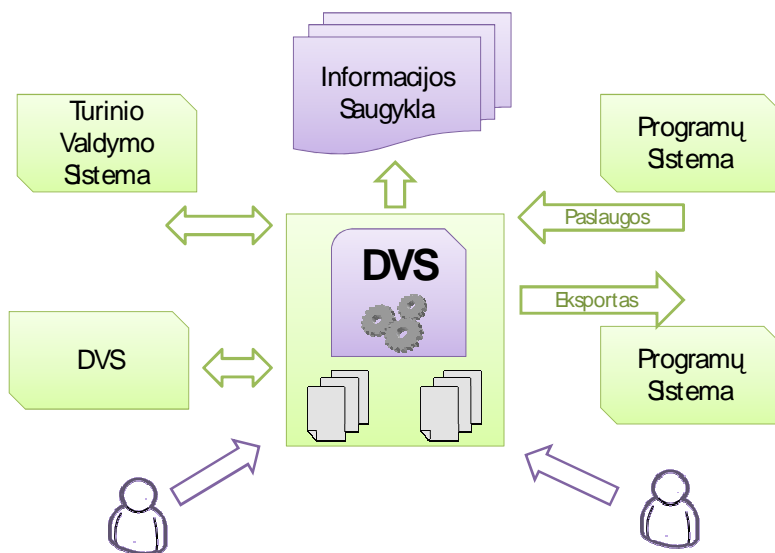 Informacijos
Saugykla
Turinio
Valdymo
Sistema
Programų
Sistema
Paslaugos
DVS
Eksportas
DVS
Programų
Sistema